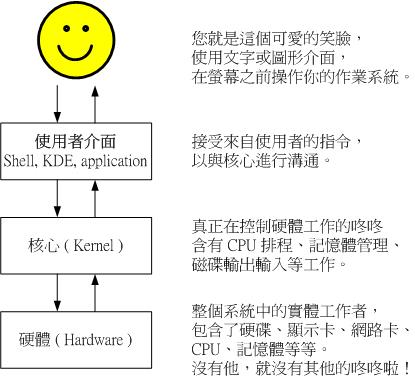 您就是這個可愛的笑臉，
使用文字或圖形介面，
在螢幕之前操作你的作業系統。
使用者介面
Shell, KDE, application
接受來自使用者的指令，
以與核心進行溝通。
核心 ( Kernel )
真正在控制硬體工作的咚咚
含有 CPU 排程、記憶體管理、
磁碟輸出輸入等工作。
硬體 ( Hardware )
整個系統中的實體工作者，
包含了硬碟、顯示卡、網路卡、
CPU、記憶體等等。
沒有他，就沒有其他的咚咚啦！